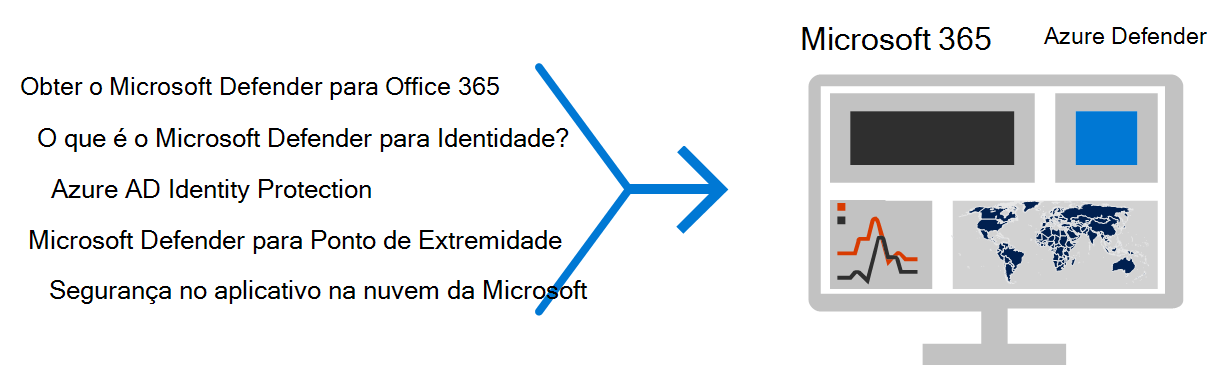 Microsoft 365
Azure Defender
Obter o Microsoft Defender para Office 365
O que é o Microsoft Defender para Identidade?
Azure AD Identity Protection
Microsoft Defender para Ponto de Extremidade
Segurança no aplicativo na nuvem da Microsoft